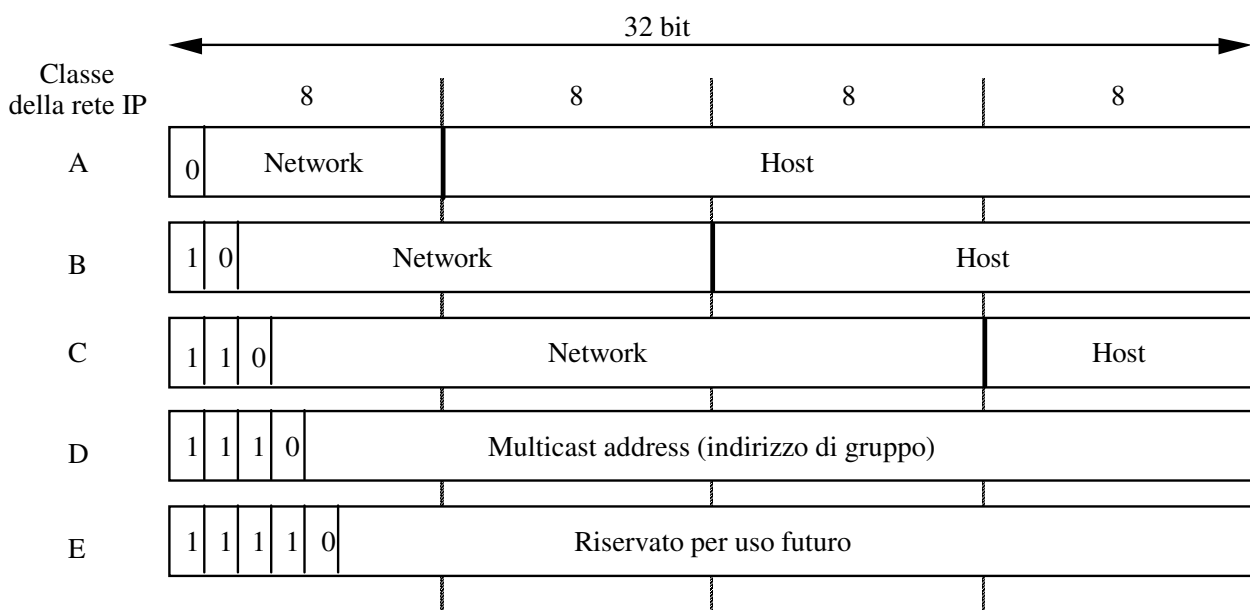 32 bit
Classe
della rete IP
8 8 8 8
A 0 Network Host
B 1 0 Network Host
C 1 1 0 Network Host
D 1 1 1 0 Multicast address (indirizzo di gruppo)
E 1 1 1 1 0 Riservato per uso futuro